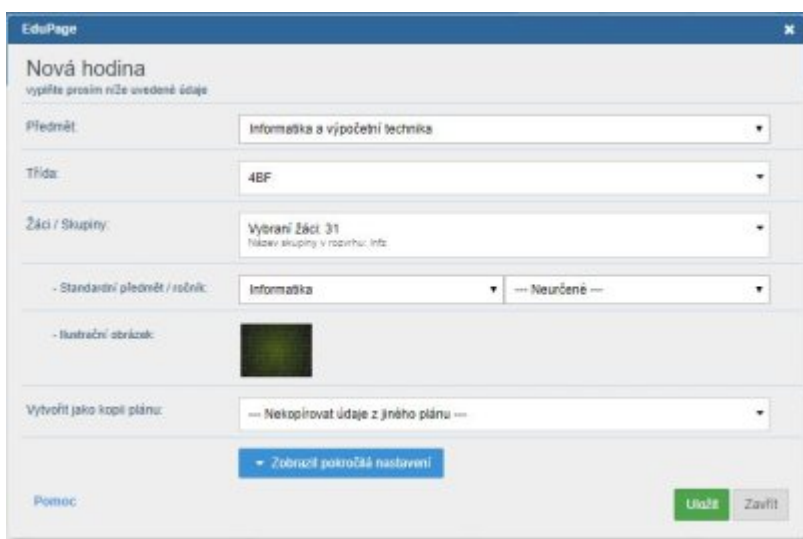 EduPage
Nová hodina
vyplňte prosím níže uvedené údaje
Předmět:
Informatika a výpočetní technika
Třída:
4BF
Žáci / Skupiny:
Vybraní žáci: 31
Název skupiny v rozvrhu:
- Standardní předmět / ročník:
Informatika
--- Neurčené ---
- Ilustrační obrázek:
Vytvořit jako kopii plánu:
--- Nekopírovat údaje z jiného plánu ---
Zobrazit pokročilá nastavení
Pomoc
Uložit
Zavřít